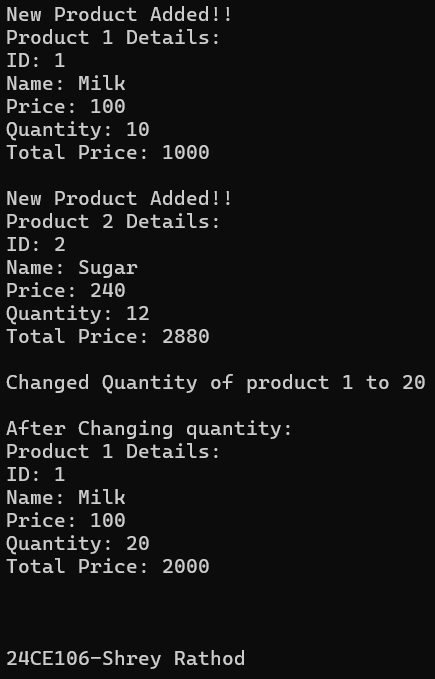 New Product Added!!
Product 1 Details:
ID: 1
Name: Milk
Price: 100
Quantity: 10
Total Price: 1000
New Product Added!!
Product 2 Details:
ID: 2
Name: Sugar
Price: 240
Quantity: 12
Total Price: 2880
Changed Quantity of product 1 to 20
After Changing quantity:
Product 1 Details:
ID: 1
Name: Milk
Price: 100
Quantity: 20
Total Price: 2000
24CE106-Shrey Rathod